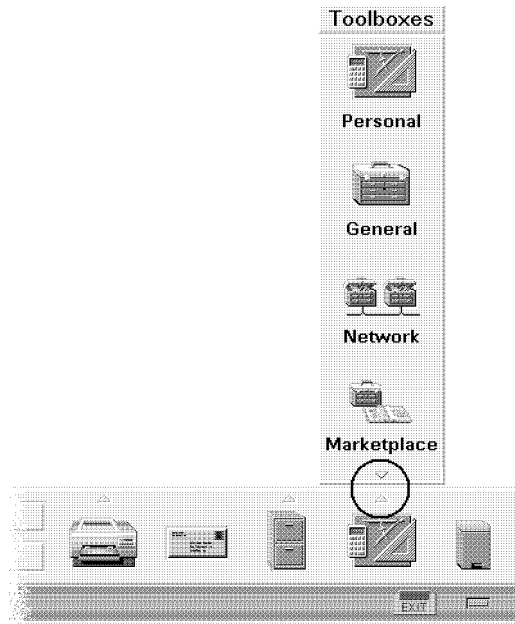 Toolboxes
Personal
General
Network
Marketplace
EXIT